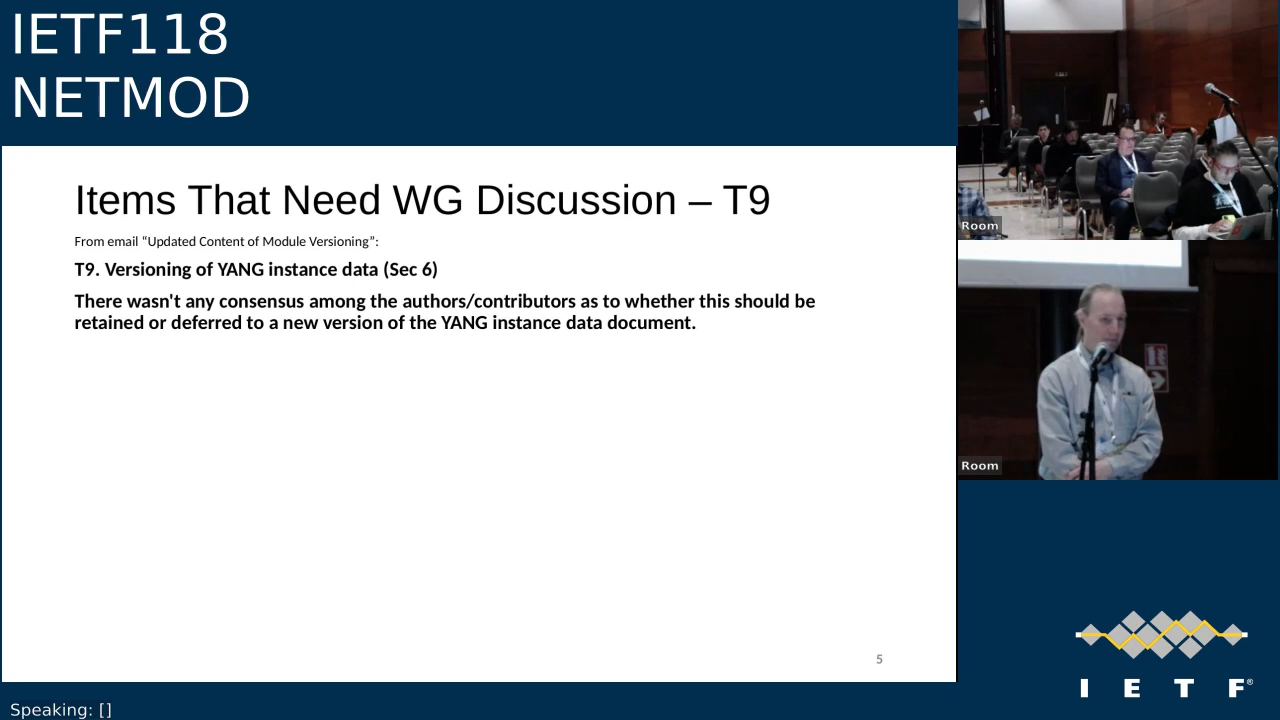 IETF118
NETMOD
Items That Need WG Discussion – T9
From email “Updated Content of Module Versioning”:
T9. Versioning of YANG instance data (Sec 6)
There wasn't any consensus among the authors/contributors as to whether this should be
retained or deferred to a new version of the YANG instance data document.
5
Room
Room
I E T F®
Speaking: []